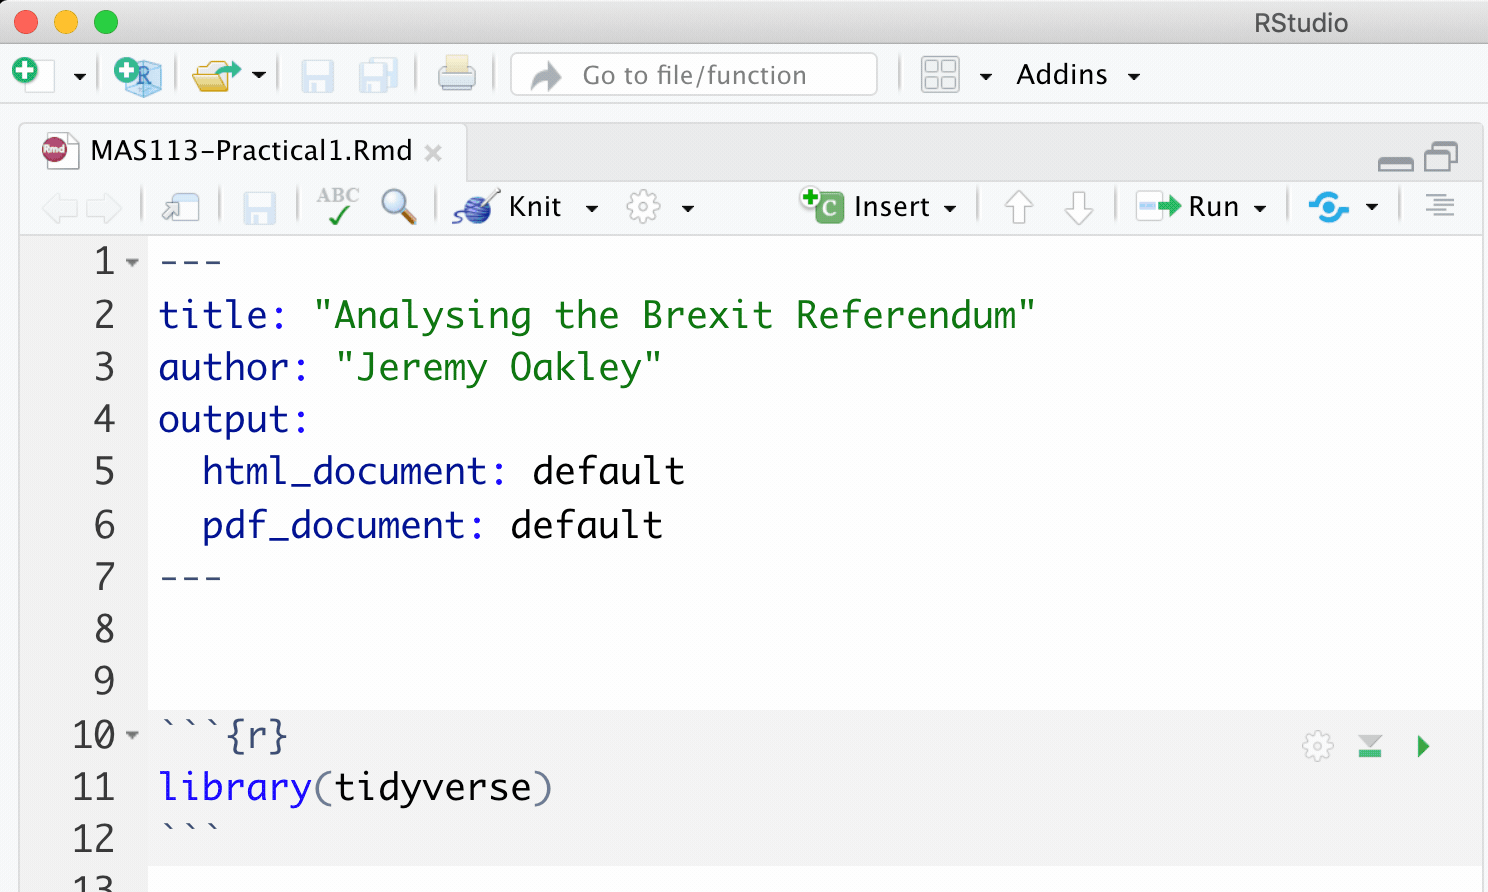 RStudio
R
Go to file/function
Addins
Rmd MAS113-Practical1.Rmd
ABC Knit C Insert Run
1 ---
2 title: "Analysing the Brexit Referendum"
3 author: "Jeremy Oakley"
4 output:
5   html_document: default
6   pdf_document: default
7 ---
8
9
10 ```{r}
11 library(tidyverse)
12 ```
13